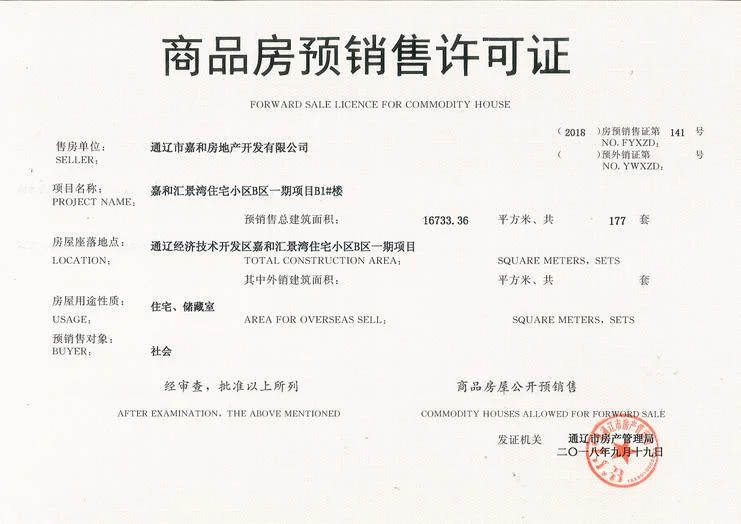 商品房预销售许可证
FORWARD SALE LICENCE FOR COMMODITY HOUSE
（ 2018 ）房预销售证第 141 号
NO. FYXZD:
（ ）预外销证第 号
NO. YWXZD:
售房单位： 通辽市嘉和房地产开发有限公司
SELLER:
项目名称： 嘉和汇景湾住宅小区B区一期项目B1#楼
PROJECT NAME:
预销售总建筑面积： 16733.36 平方米、共 177 套
房屋座落地点： 通辽经济技术开发区嘉和汇景湾住宅小区B区一期项目
LOCATION: TOTAL CONSTRUCTION AREA: SQUARE METERS, SETS
其中外销建筑面积： 平方米、共 套
房屋用途性质： 住宅、储藏室
USAGE: AREA FOR OVERSEAS SELL: SQUARE METERS, SETS
预销售对象：
BUYER: 社会
经审查，批准以上所列 商品房屋公开预销售
AFTER EXAMINATION, THE ABOVE MENTIONED COMMODITY HOUSES ALLOWED FOR FORWORD SALE
发证机关 通辽市房产管理局
二〇一八年九月十九日